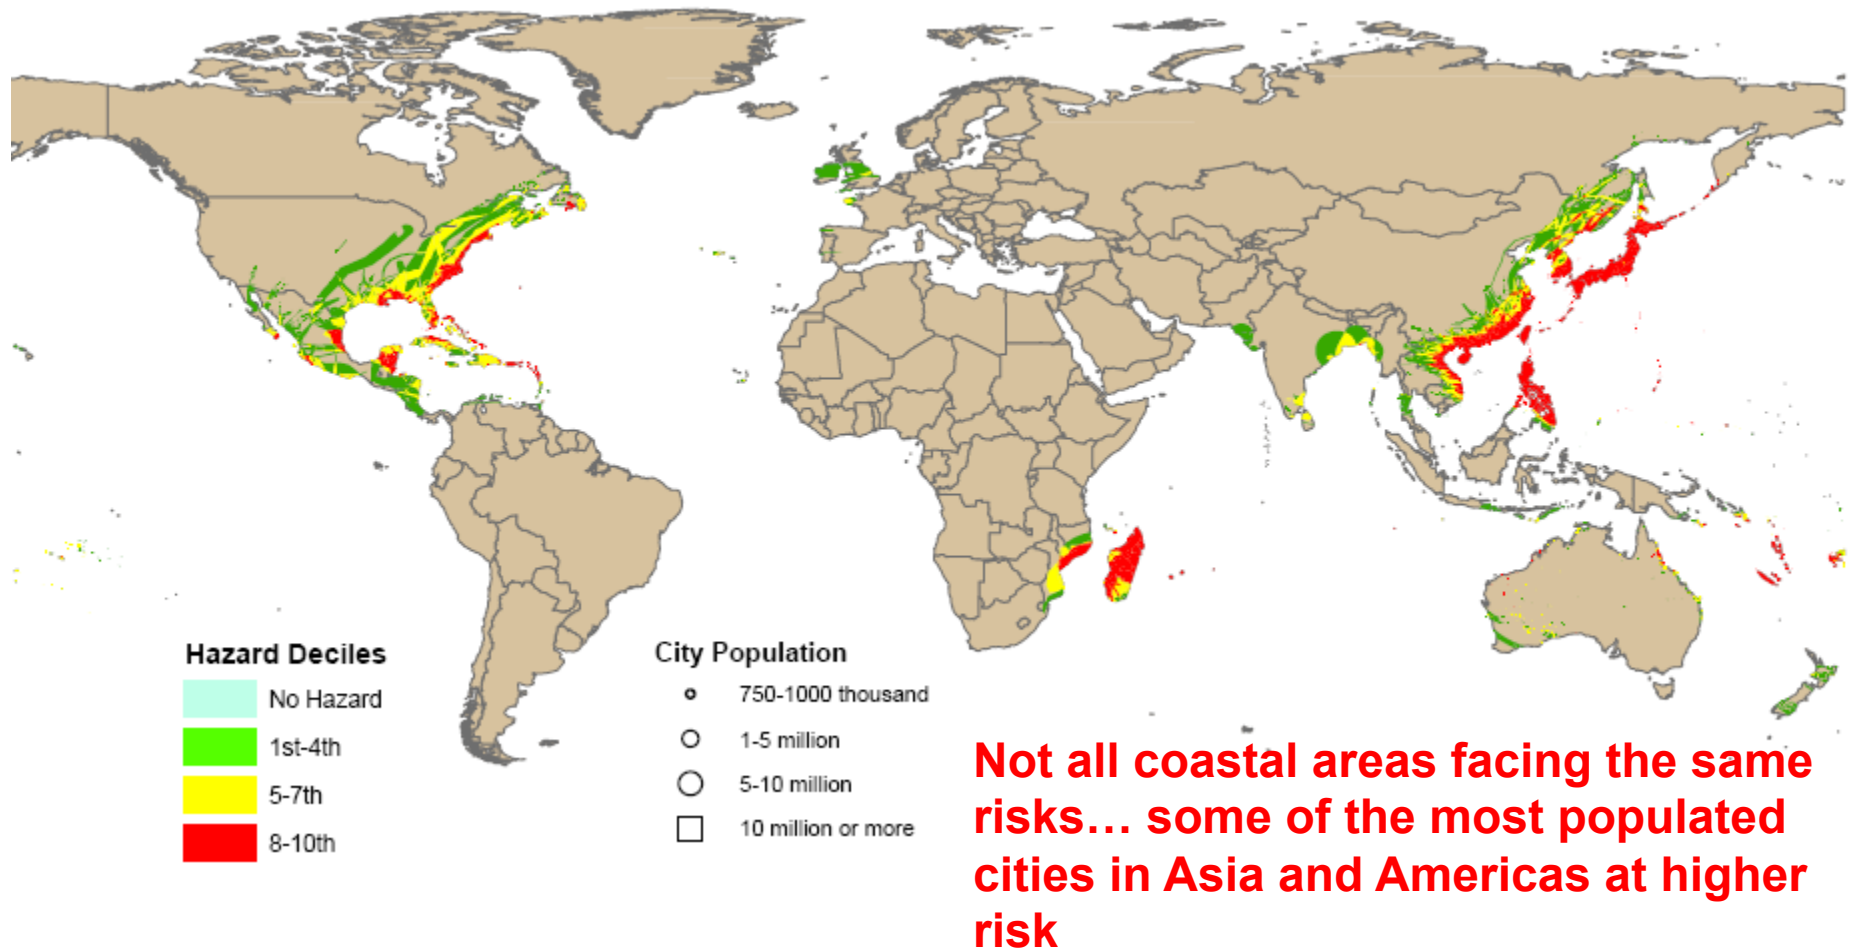 Hazard Deciles
No Hazard
1st-4th
5-7th
8-10th
City Population
750-1000 thousand
1-5 million
5-10 million
10 million or more
Not all coastal areas facing the same
risks… some of the most populated
cities in Asia and Americas at higher
risk